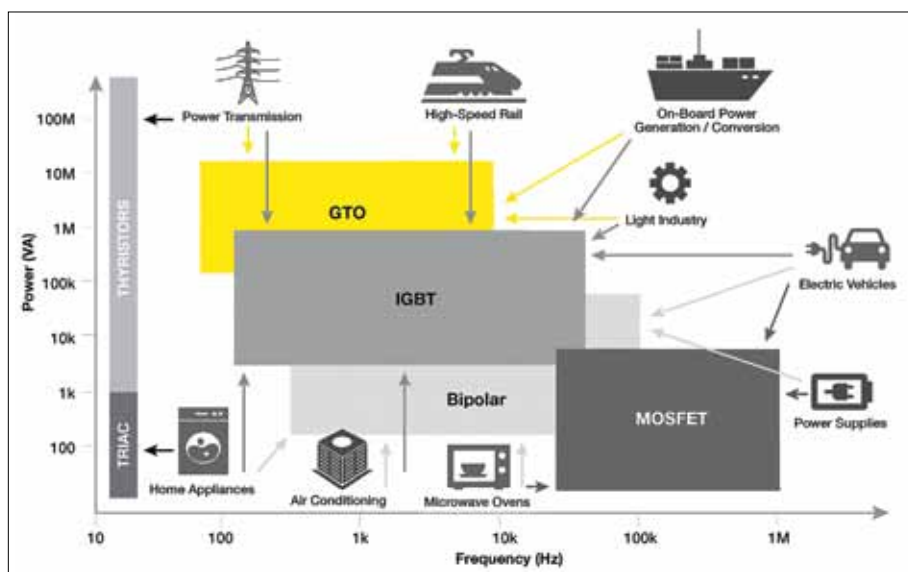 Power (VA)
100M
10M
1M
100k
10k
1k
100
THYRISTORS
TRIAC
Power Transmission
High-Speed Rail
On-Board Power
Generation / Conversion
GTO
Light Industry
IGBT
Electric Vehicles
Bipolar
MOSFET
Power Supplies
Home Appliances
Air Conditioning
Microwave Ovens
10
100
1k
10k
100k
1M
Frequency (Hz)